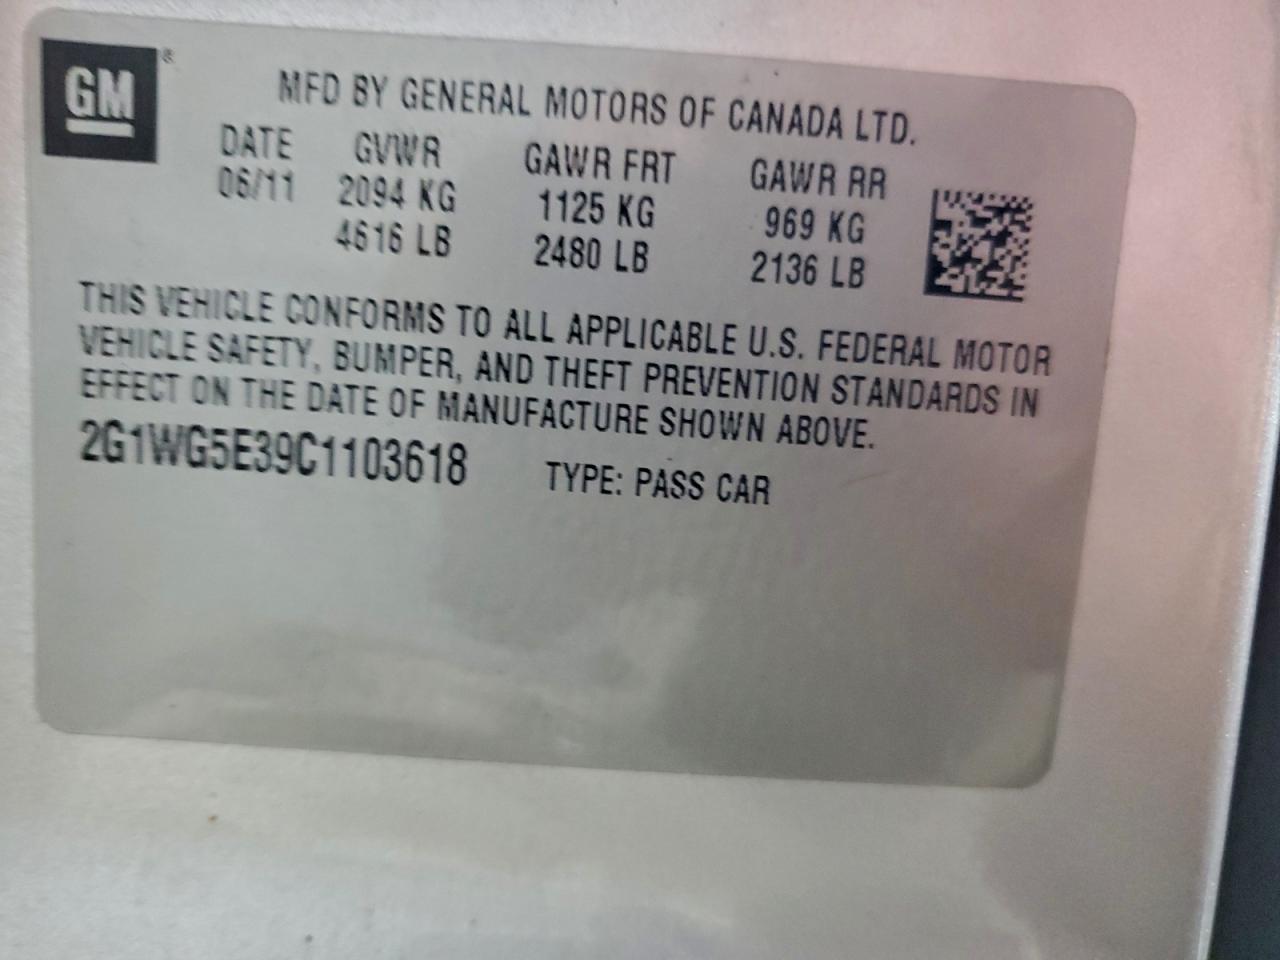 GM®
MFD BY GENERAL MOTORS OF CANADA LTD.
DATE GVWR GAWR FRT GAWR RR
06/11 2094 KG 1125 KG 969 KG
4616 LB 2480 LB 2136 LB
THIS VEHICLE CONFORMS TO ALL APPLICABLE U.S. FEDERAL MOTOR
VEHICLE SAFETY, BUMPER, AND THEFT PREVENTION STANDARDS IN
EFFECT ON THE DATE OF MANUFACTURE SHOWN ABOVE.
2G1WG5E39C1103618 TYPE: PASS CAR